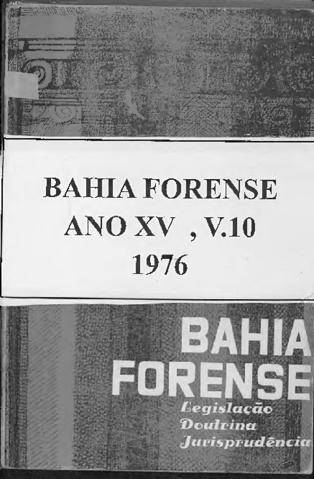 BAHIA FORENSE
ANO XV , V.10
1976
BAHIA
FORENSE
Legislação
Doutrina
Jurisprudência